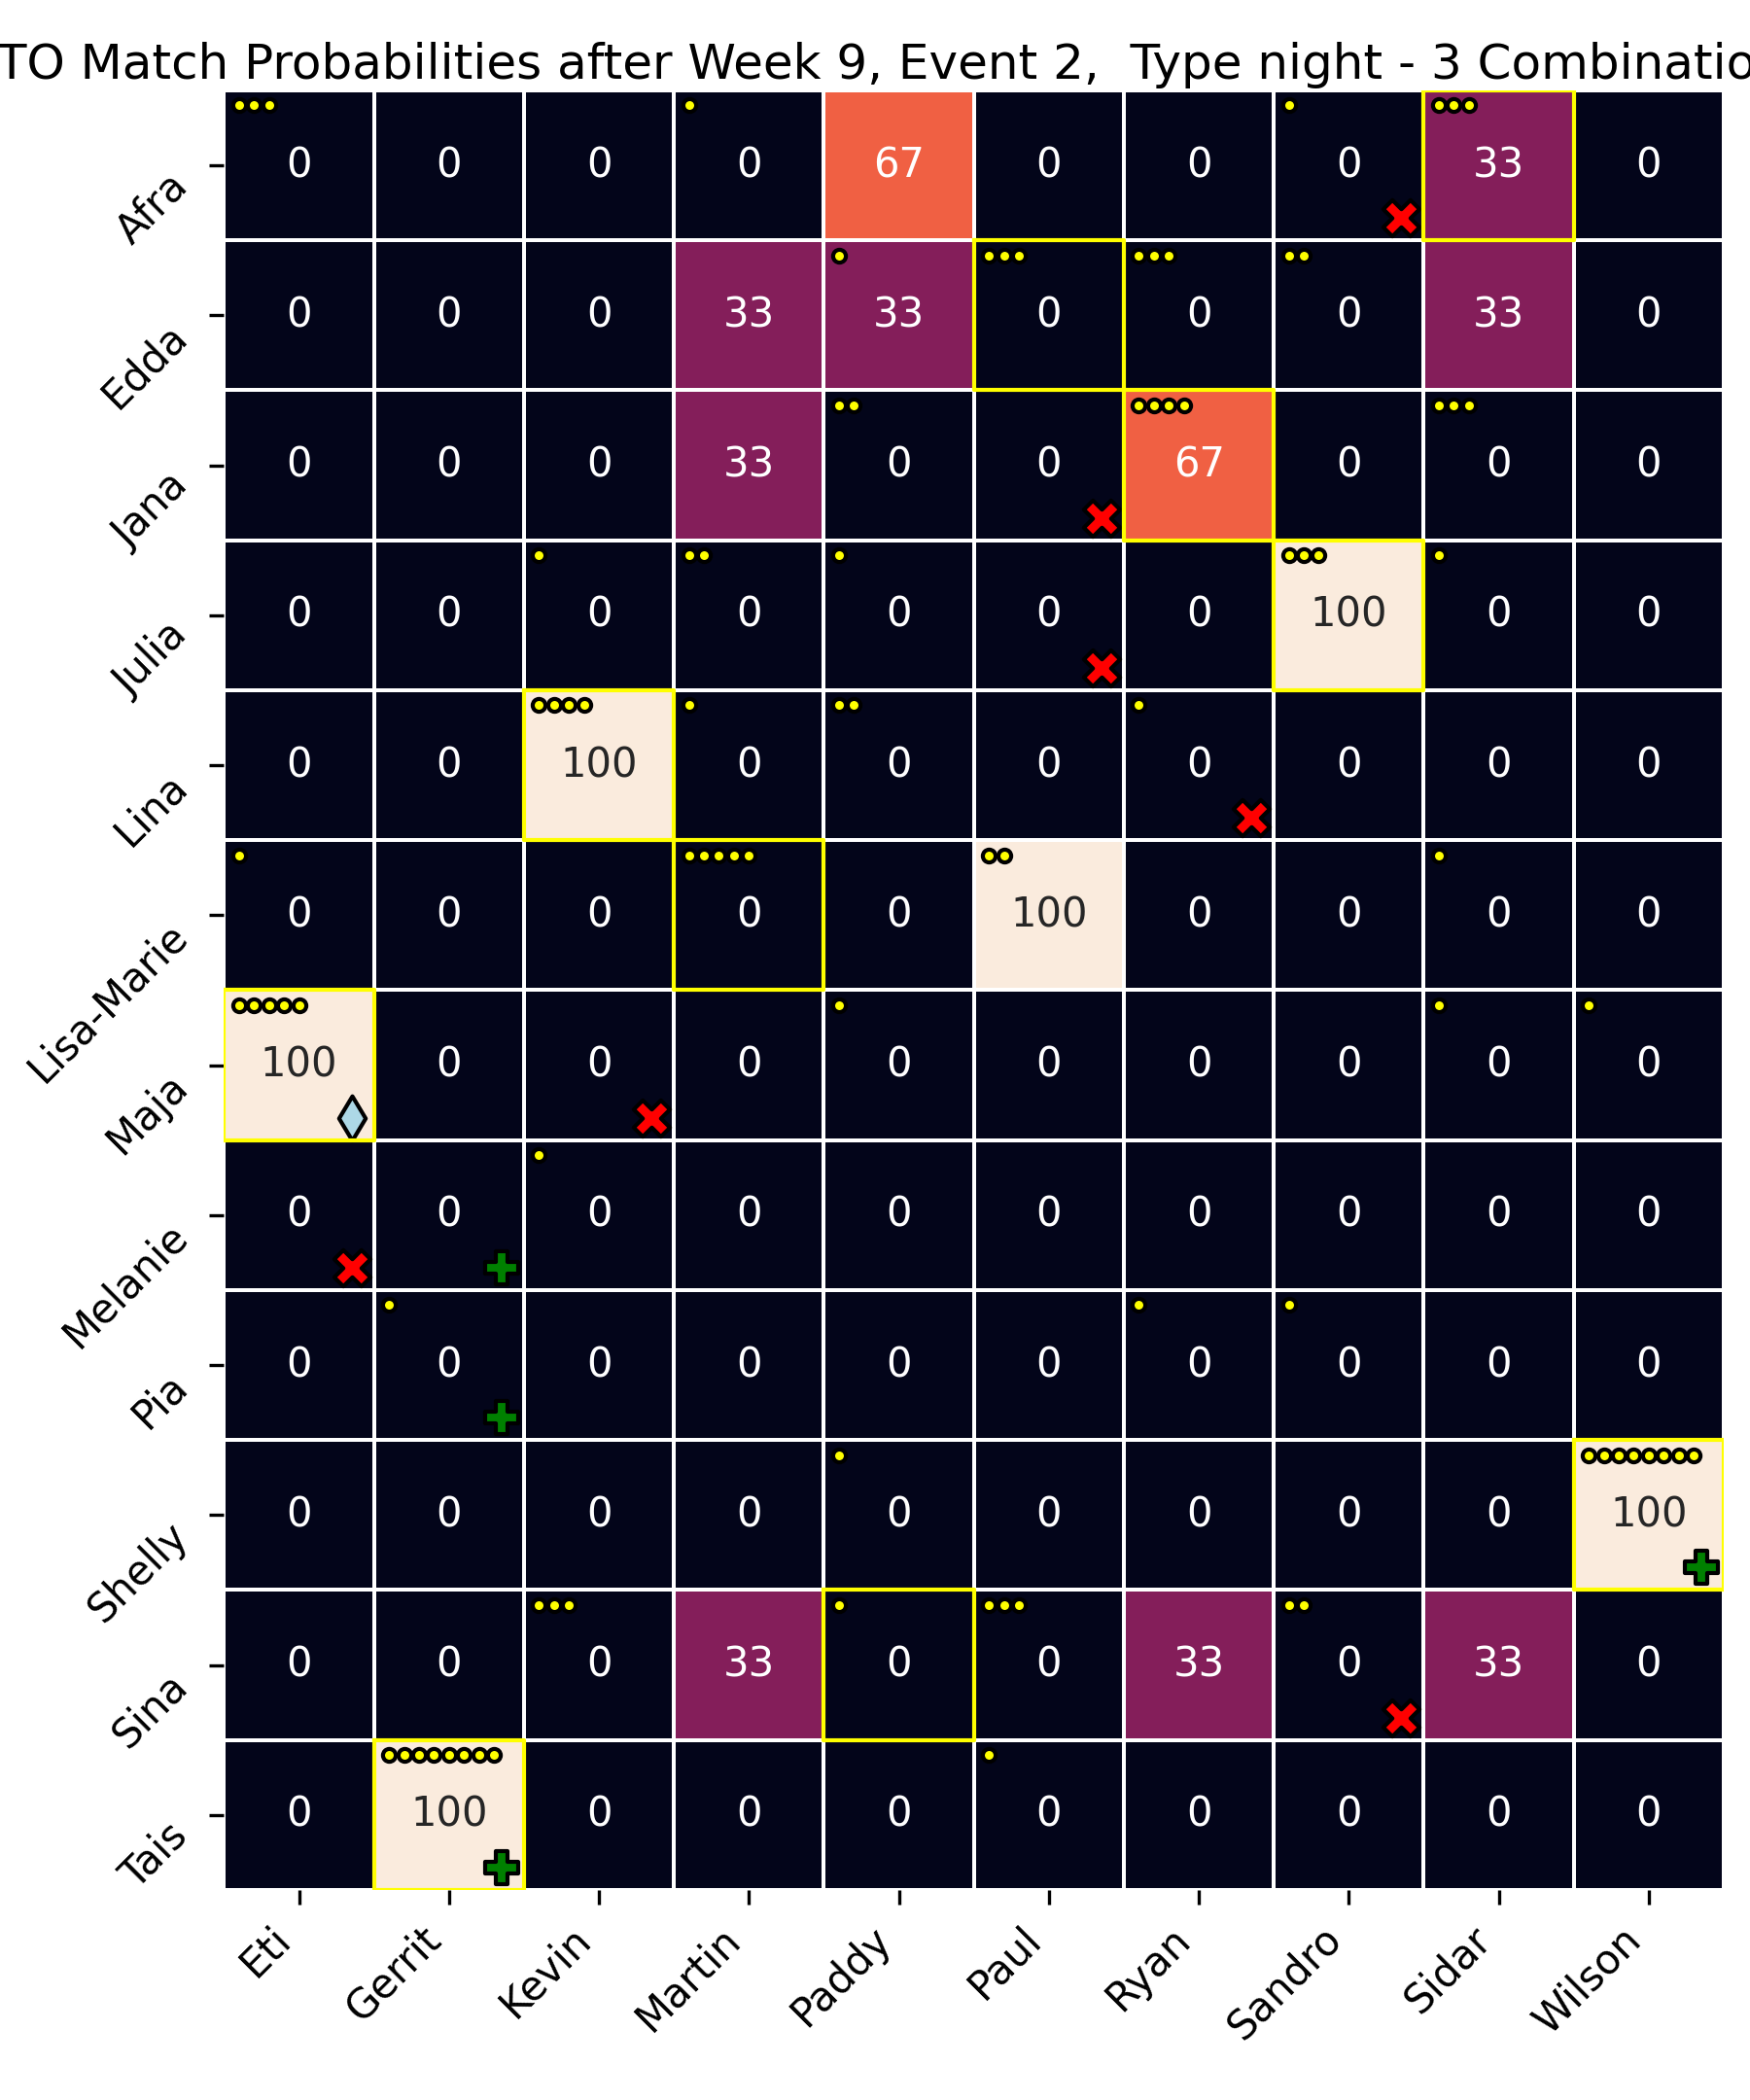 TO Match Probabilities after Week 9, Event 2, Type night - 3 Combinatio
Afra 0 0 0 0 67 0 0 0 33 0
Edda 0 0 0 33 33 0 0 0 33 0
Jana 0 0 0 33 0 0 67 0 0 0
Julia 0 0 0 0 0 0 0 100 0 0
Lina 0 0 100 0 0 0 0 0 0 0
Lisa-Marie 0 0 0 0 0 100 0 0 0 0
Maja 100 0 0 0 0 0 0 0 0 0
Melanie 0 0 0 0 0 0 0 0 0 0
Pia 0 0 0 0 0 0 0 0 0 0
Shelly 0 0 0 0 0 0 0 0 0 100
Sina 0 0 0 33 0 0 33 0 33 0
Tais 0 100 0 0 0 0 0 0 0 0
Eti Gerrit Kevin Martin Paddy Paul Ryan Sandro Sidar Wilson